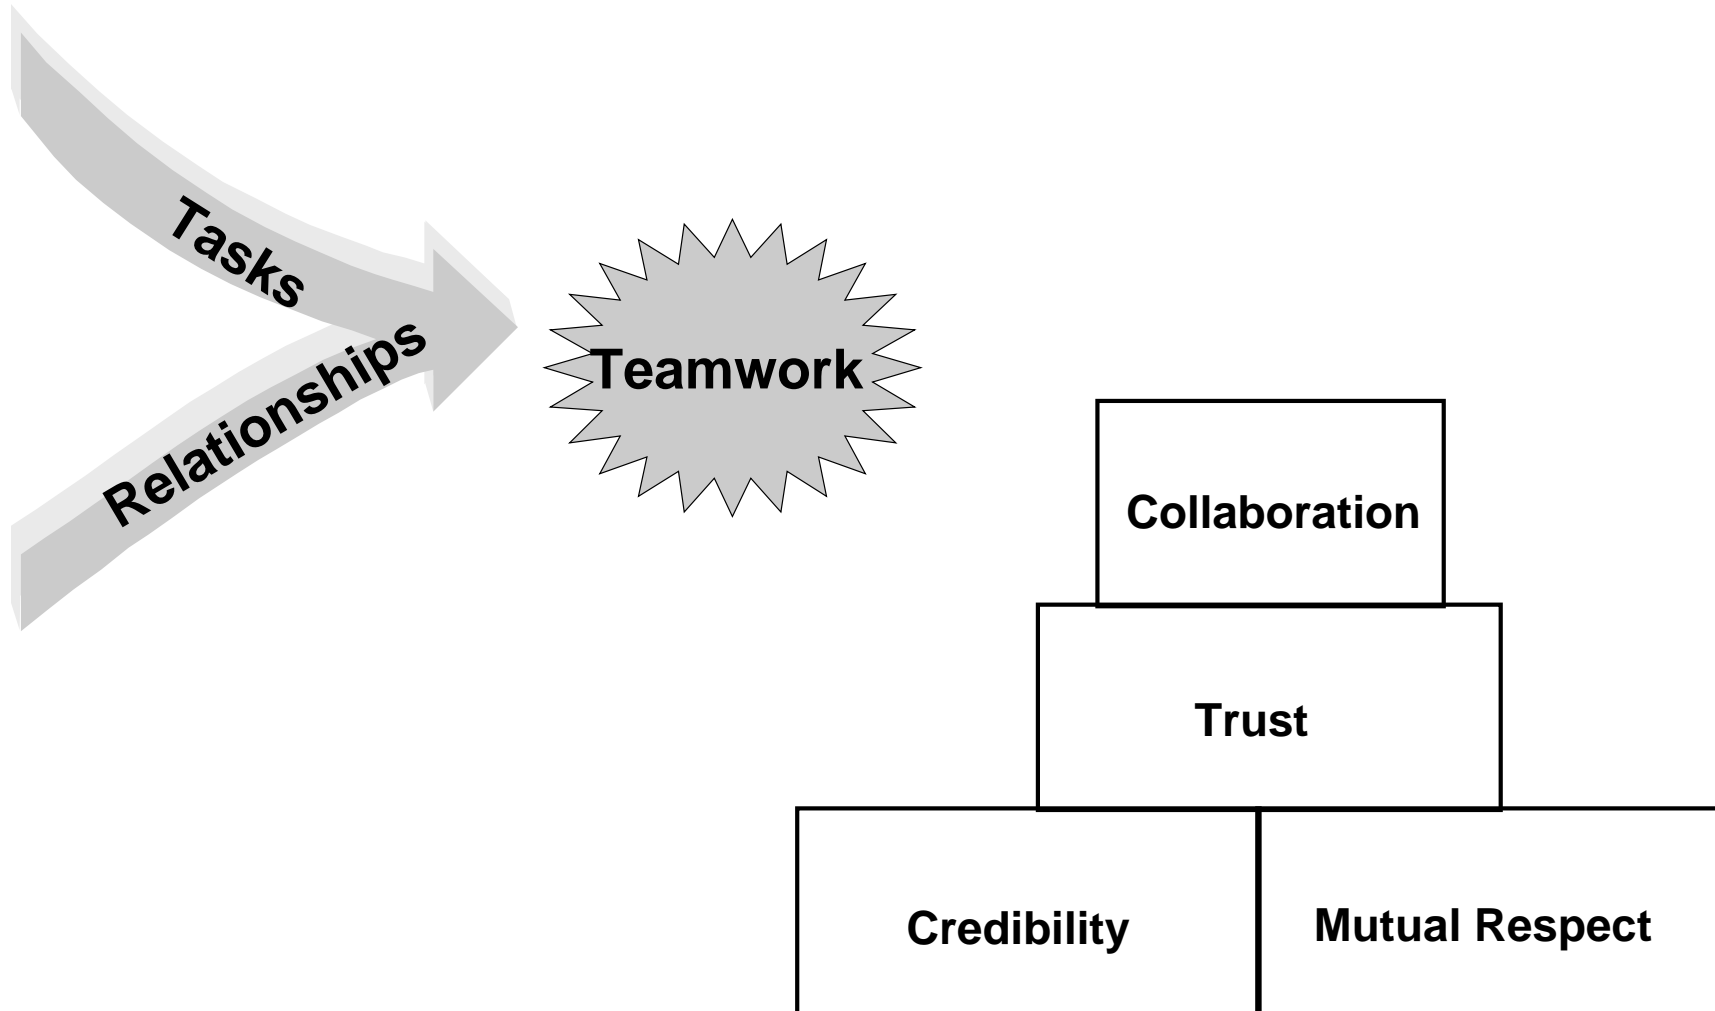 Tasks
Relationships
Teamwork
Collaboration
Trust
Credibility
Mutual Respect